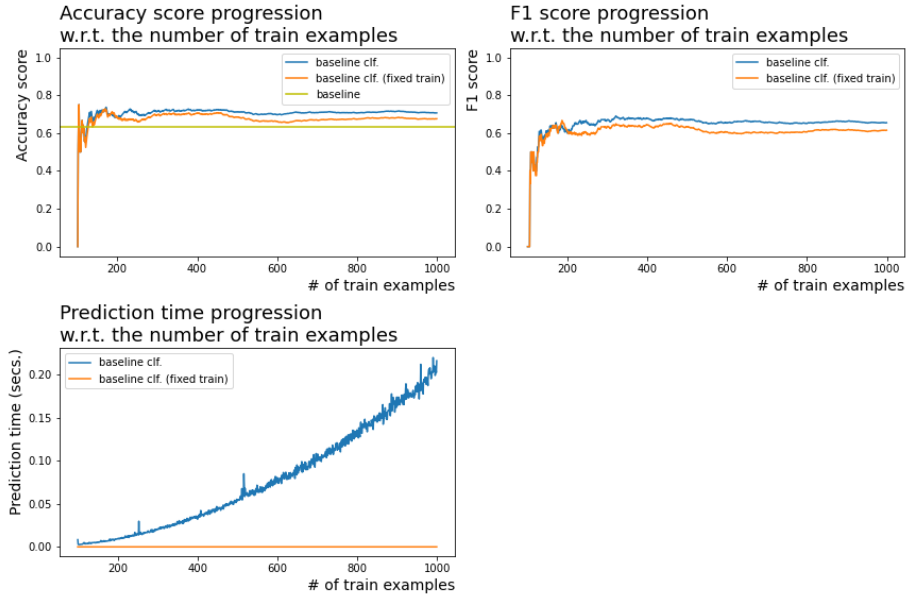 Accuracy score progression
w.r.t. the number of train examples
Accuracy score
1.0
0.8
0.6
0.4
0.2
0.0
baseline clf.
baseline clf. (fixed train)
baseline
200
400
600
800
1000
# of train examples
F1 score progression
w.r.t. the number of train examples
F1 score
1.0
0.8
0.6
0.4
0.2
0.0
baseline clf.
baseline clf. (fixed train)
200
400
600
800
1000
# of train examples
Prediction time progression
w.r.t. the number of train examples
Prediction time (secs.)
0.20
0.15
0.10
0.05
0.00
baseline clf.
baseline clf. (fixed train)
200
400
600
800
1000
# of train examples